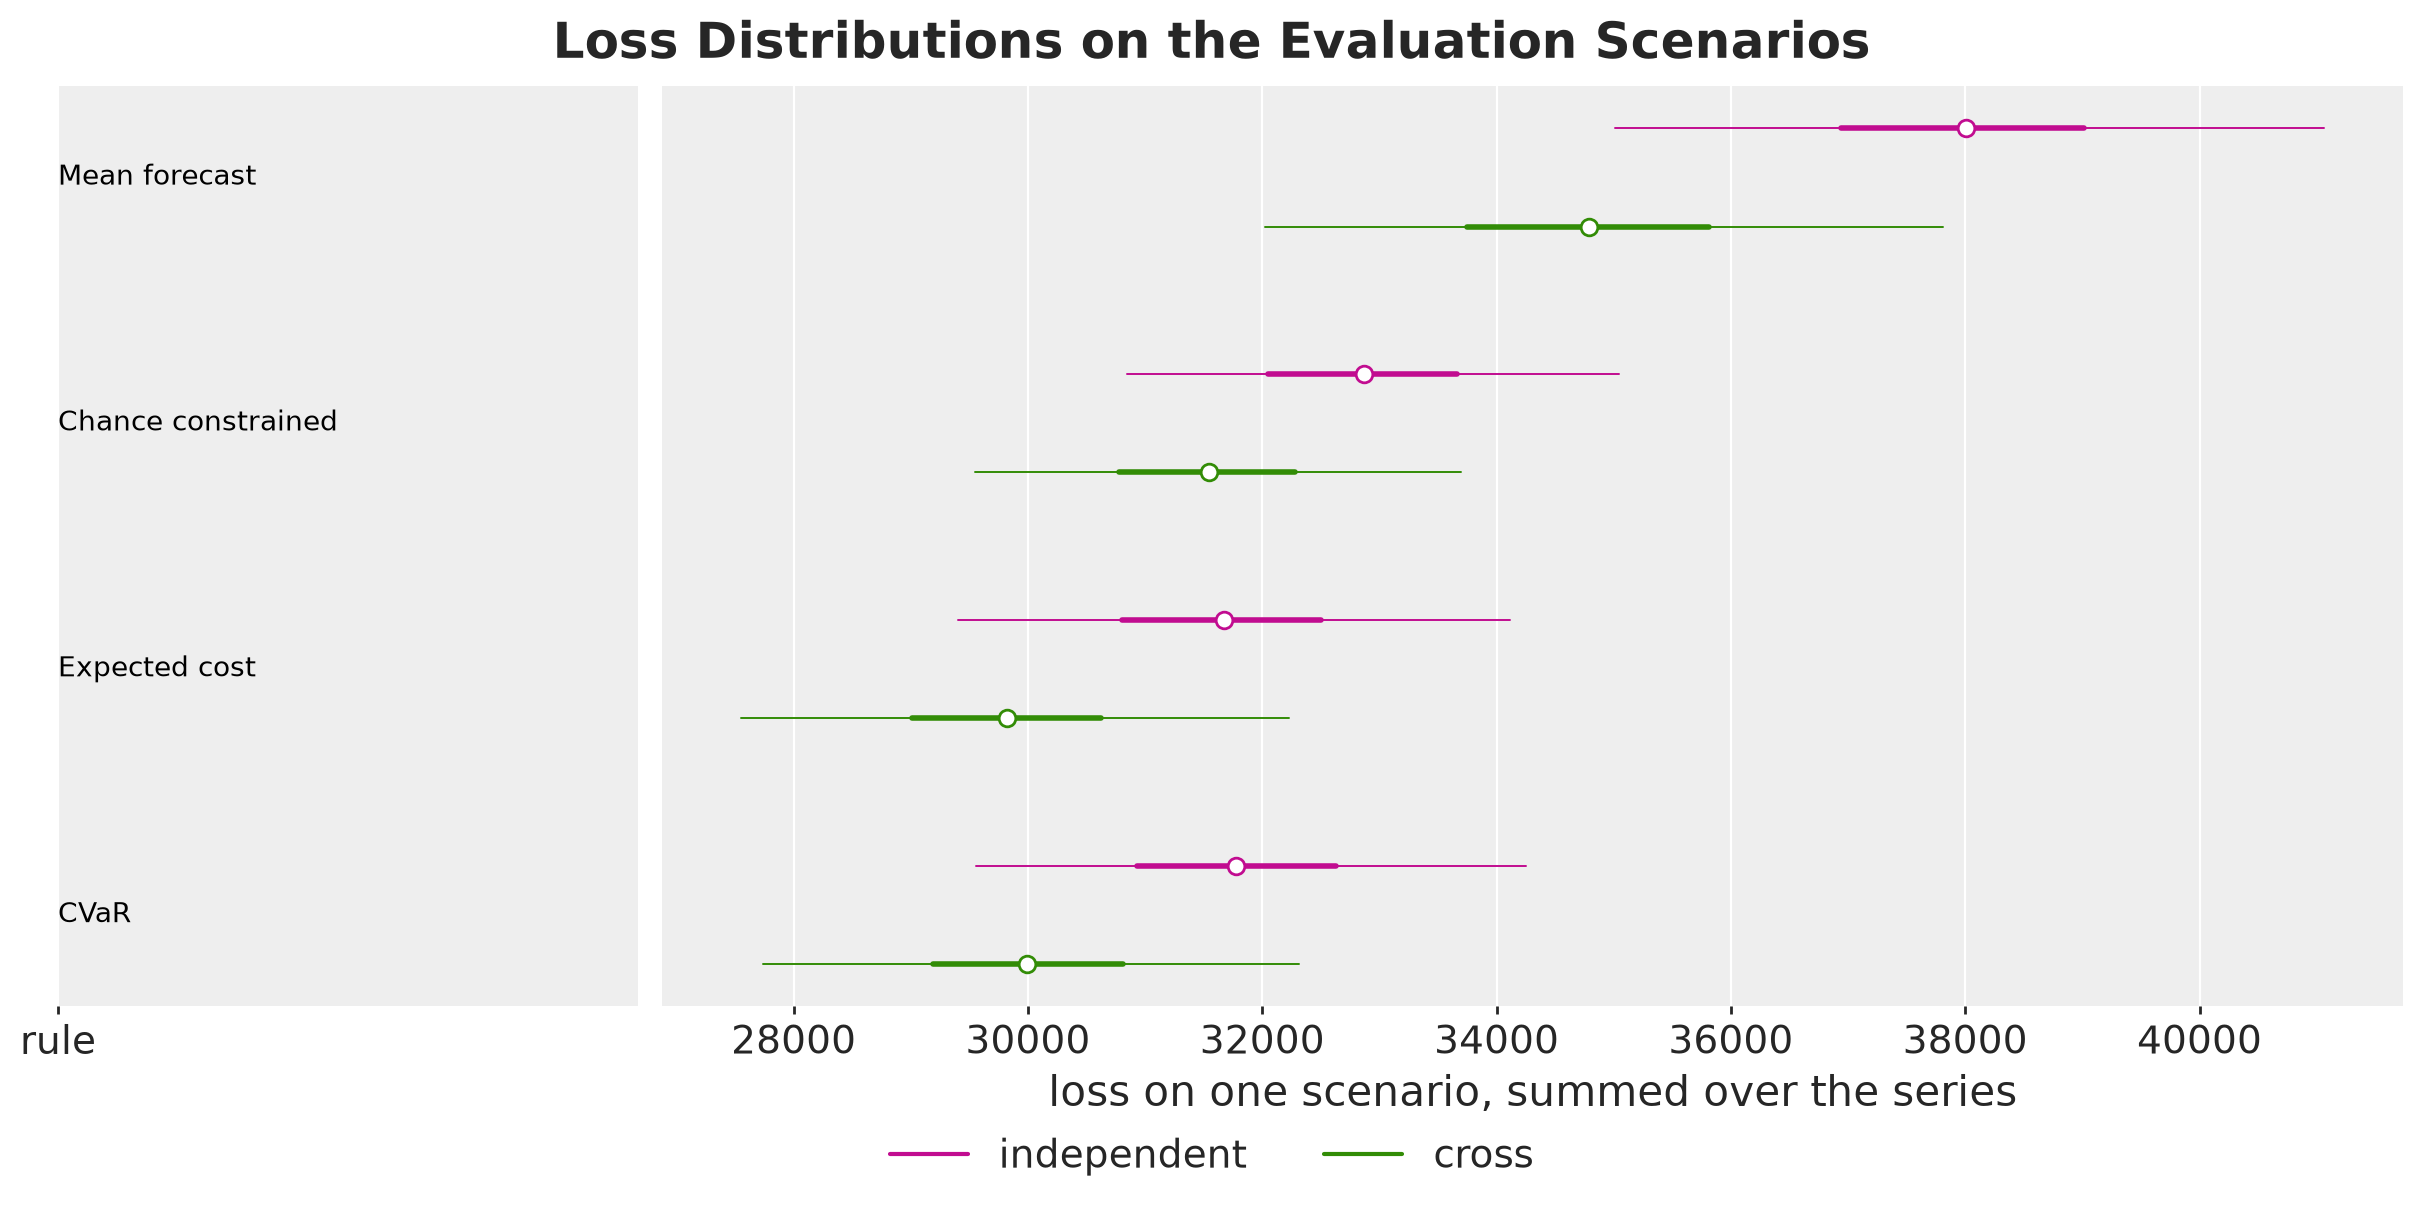 Loss Distributions on the Evaluation Scenarios
Mean forecast
Chance constrained
Expected cost
CVaR
rule
28000 30000 32000 34000 36000 38000 40000
loss on one scenario, summed over the series
independent cross